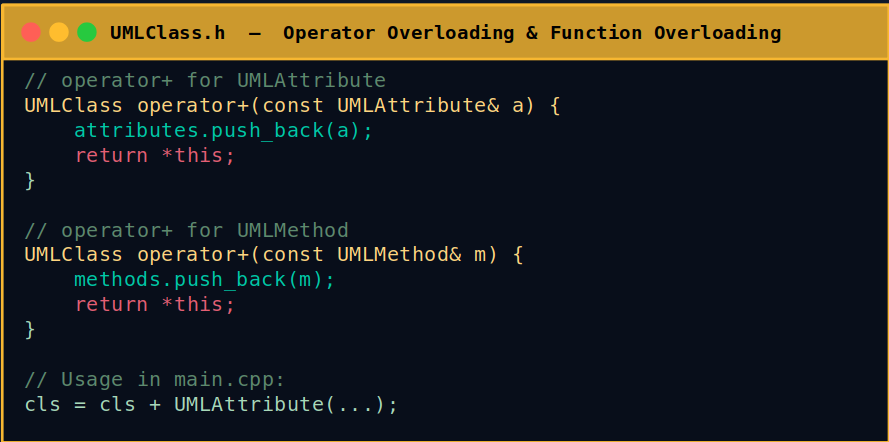 UMLClass.h — Operator Overloading & Function Overloading
// operator+ for UMLAttribute
UMLClass operator+(const UMLAttribute& a) {
    attributes.push_back(a);
    return *this;
}
// operator+ for UMLMethod
UMLClass operator+(const UMLMethod& m) {
    methods.push_back(m);
    return *this;
}
// Usage in main.cpp:
cls = cls + UMLAttribute(...);